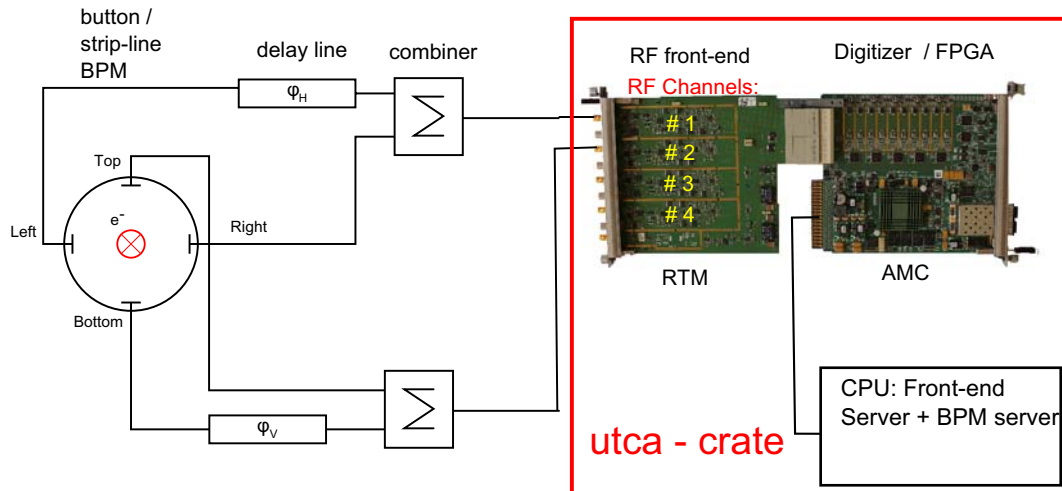 button /
strip-line
BPM
delay line
combiner
φH
Σ
Top
e-
Left
Right
Bottom
φV
Σ
RF front-end
RF Channels:
Digitizer / FPGA
# 1
# 2
# 3
# 4
RTM
AMC
CPU: Front-end
Server + BPM server
utca - crate